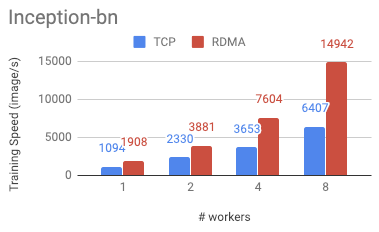 Inception-bn
TCP RDMA
Training Speed (image/s)
15000
10000
5000
0
1094 1908
2330 3881
3653 7604
6407 14942
1 2 4 8
# workers